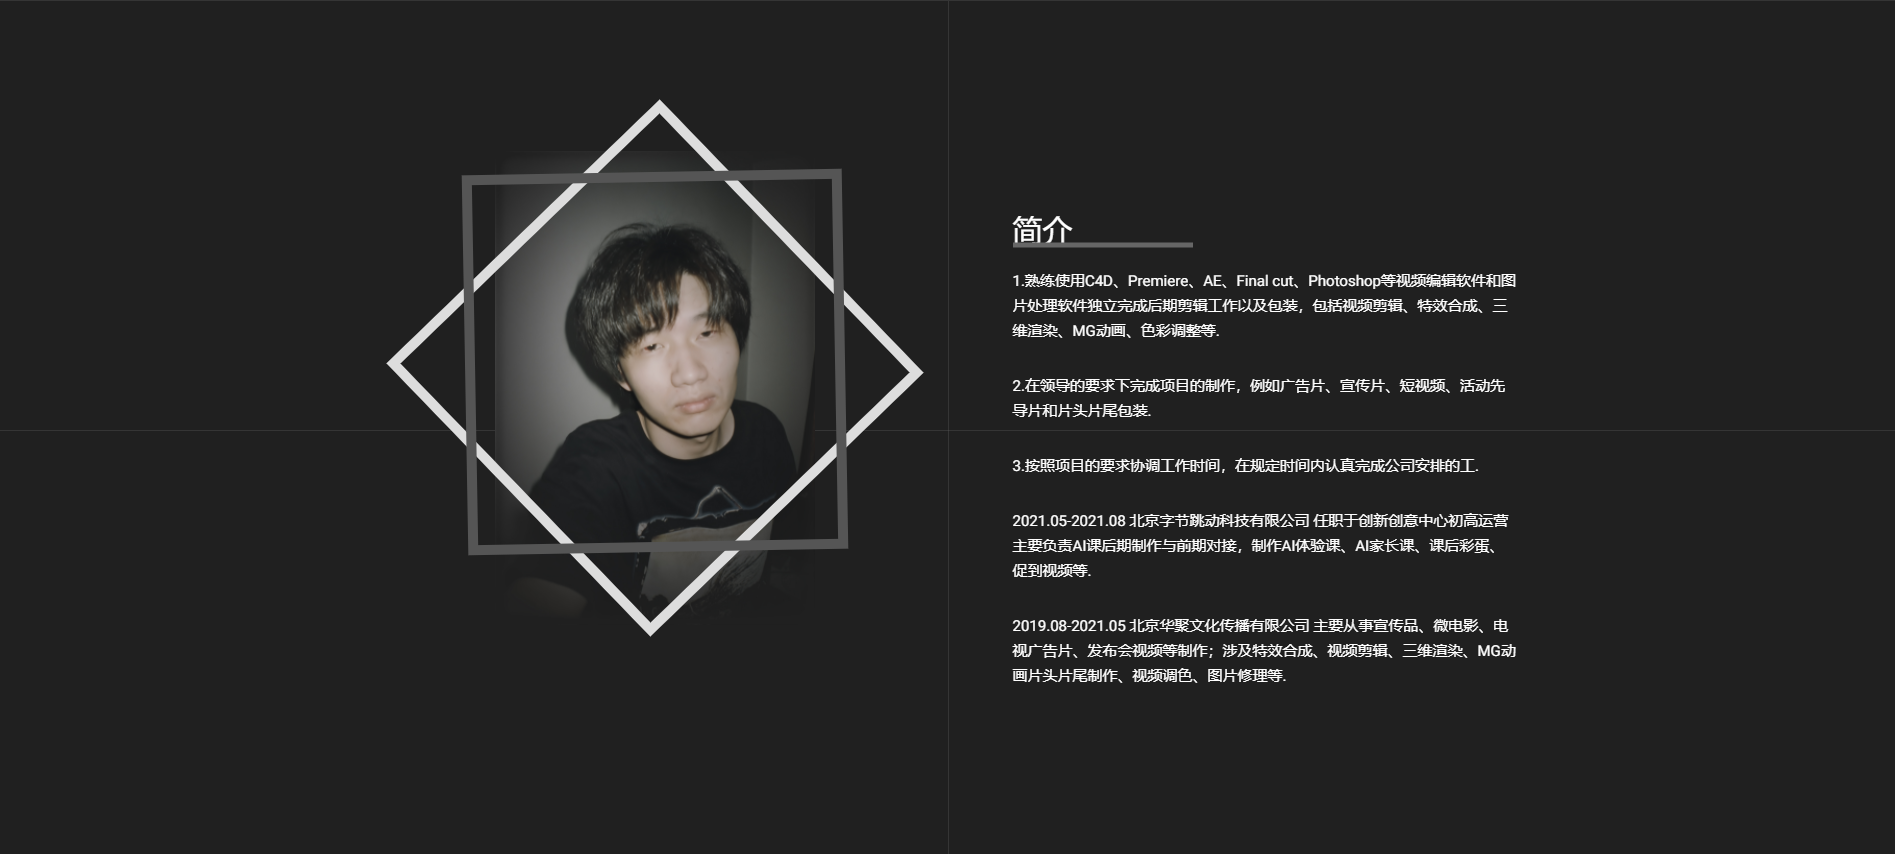 简介
1.熟练使用C4D、Premiere、AE、Final cut、Photoshop等视频编辑软件和图
片处理软件独立完成后期剪辑工作以及包装，包括视频剪辑、特效合成、三
维渲染、MG动画、色彩调整等.
2.在领导的要求下完成项目的制作，例如广告片、宣传片、短视频、活动先
导片和片头片尾包装.
3.按照项目的要求协调工作时间，在规定时间内认真完成公司安排的工.
2021.05-2021.08 北京字节跳动科技有限公司 任职于创新创意中心初高运营
主要负责AI课后期制作与前期对接，制作AI体验课、AI家长课、课后彩蛋、
促到视频等.
2019.08-2021.05 北京华聚文化传播有限公司 主要从事宣传品、微电影、电
视广告片、发布会视频等制作；涉及特效合成、视频剪辑、三维渲染、MG动
画片头片尾制作、视频调色、图片修理等.